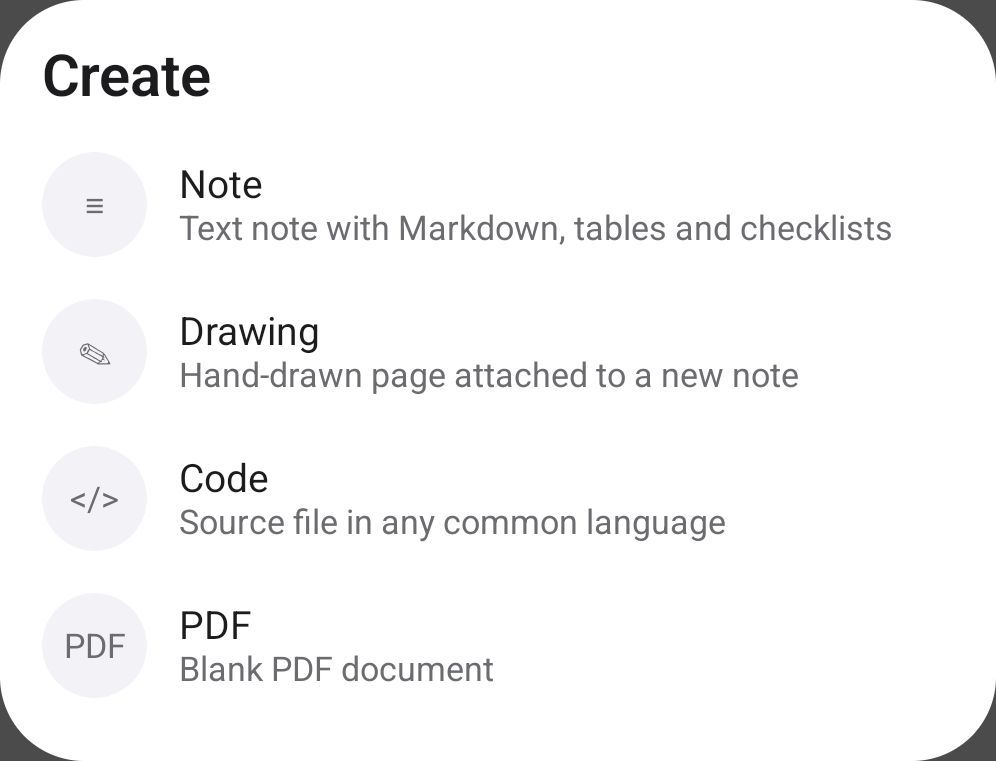 Create
Note
Text note with Markdown, tables and checklists
Drawing
Hand-drawn page attached to a new note
</>
Code
Source file in any common language
PDF
PDF
Blank PDF document